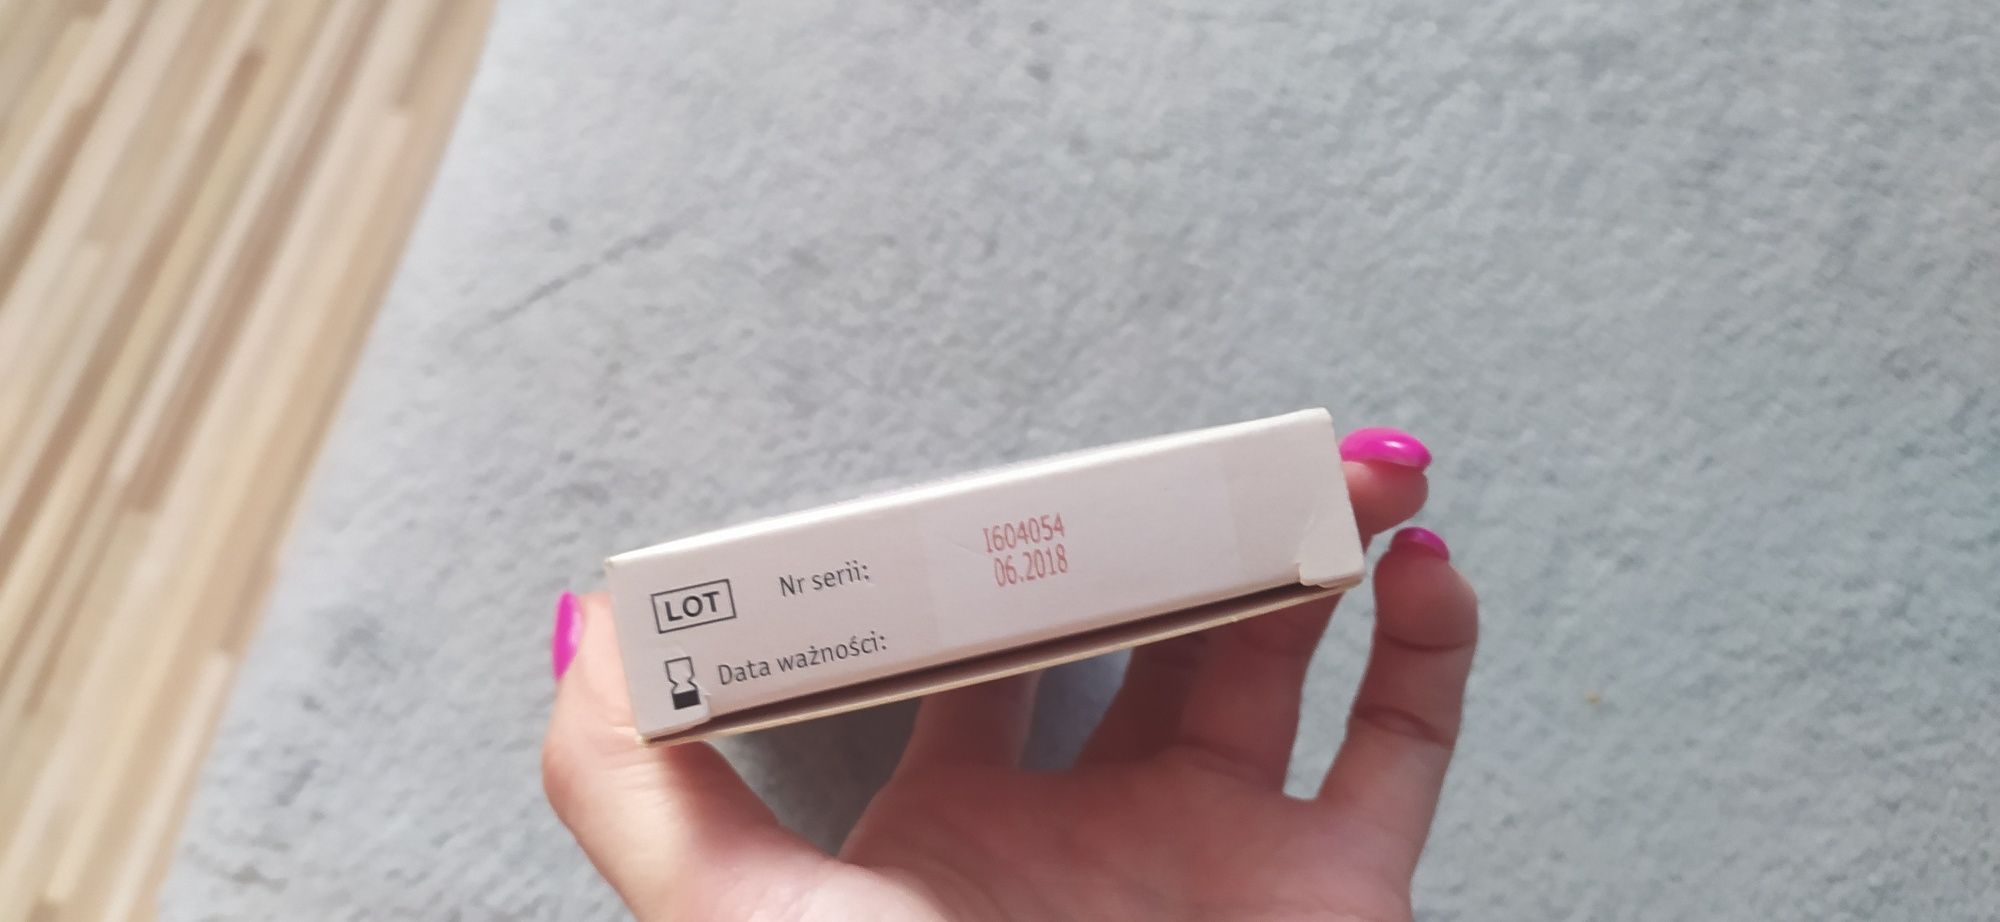 LOT Nr serii: I604054
06.2018
Data ważności: